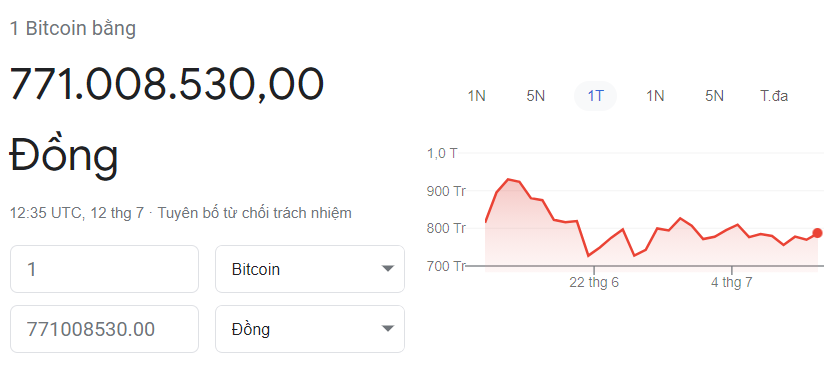 1 Bitcoin bằng
771.008.530,00
Đồng
12:35 UTC, 12 thg 7 · Tuyên bố từ chối trách nhiệm
1 Bitcoin
771008530.00 Đồng
1N 5N 1T 1N 5N T.đa
1,0 T
900 Tr
800 Tr
700 Tr
22 thg 6 4 thg 7